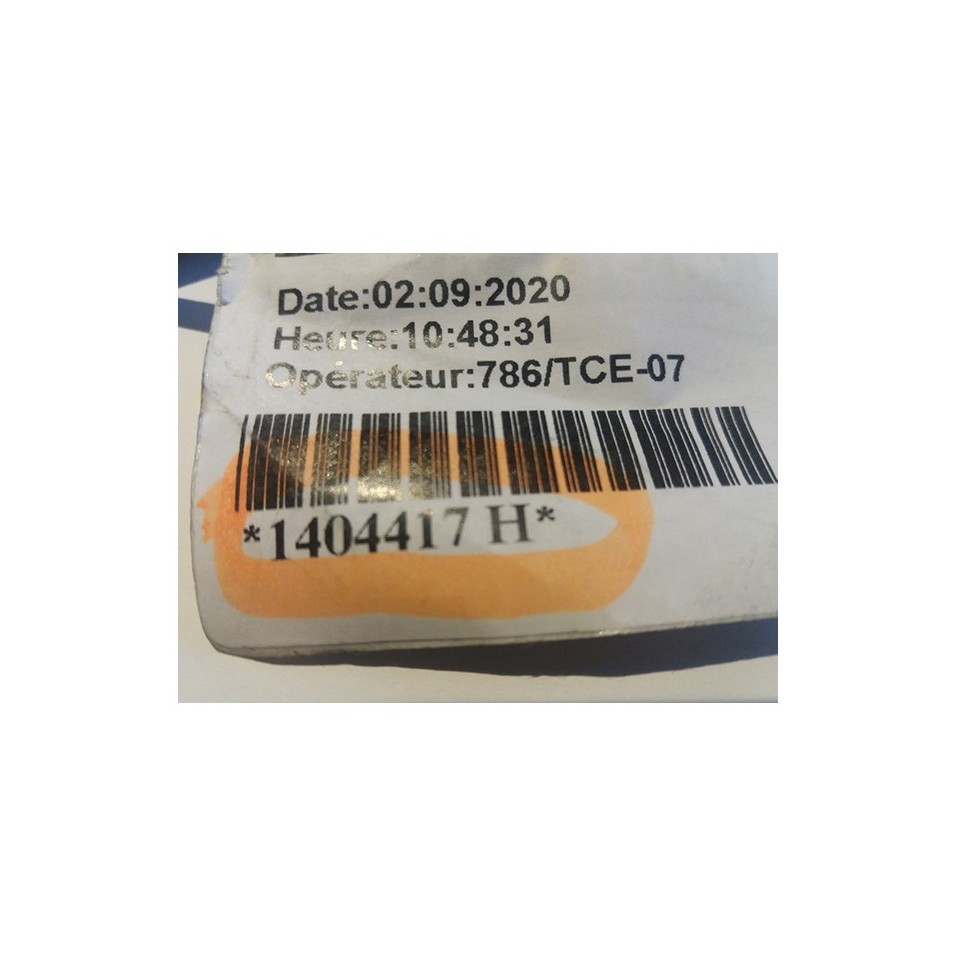 Date:02:09:2020
Heure:10:48:31
Opérateur:786/TCE-07
*1404417 H*